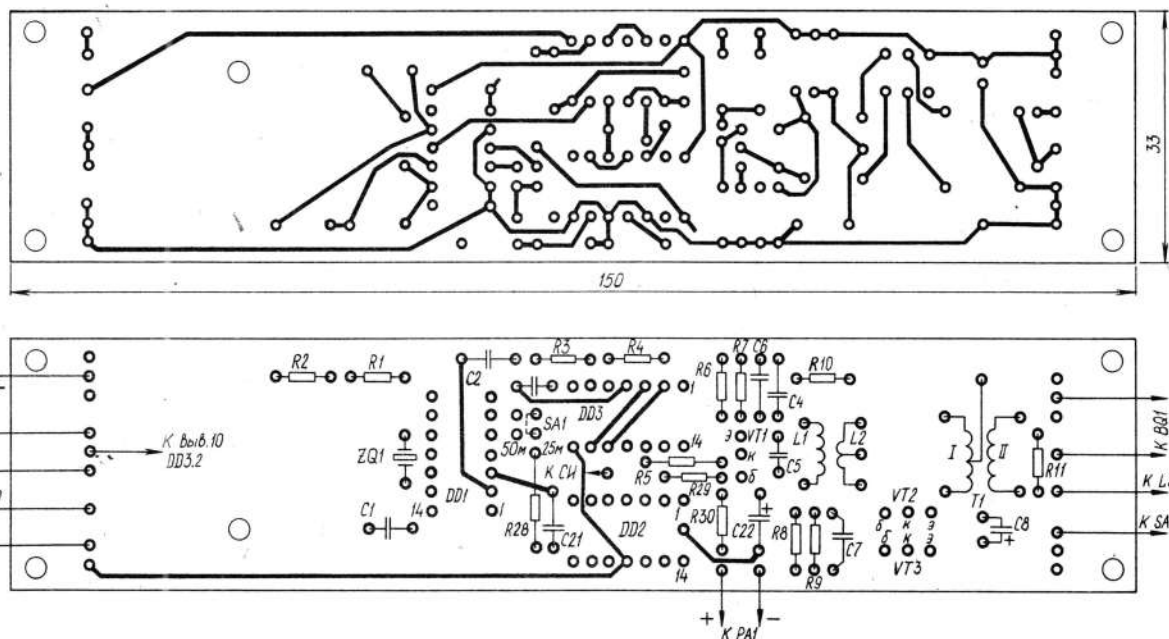 33
150
R2
R1
C2
R3
R4
R6
R7
C6
R10
1
DD3
C4
SA1
К Выв.10
DD3.2
50м
25м
14
Э
VT1
L1
L2
К BQ1
ZQ1
К СИ
R5
к
C5
I
II
R11
DD1
R29
б
К L
T1
C1
14
1
R28
C21
DD2
1
R30
C22
+
R8
C7
VT2
б
к
э
б
к
э
C8
+
К SA
14
R9
VT3
+
К РА1
−